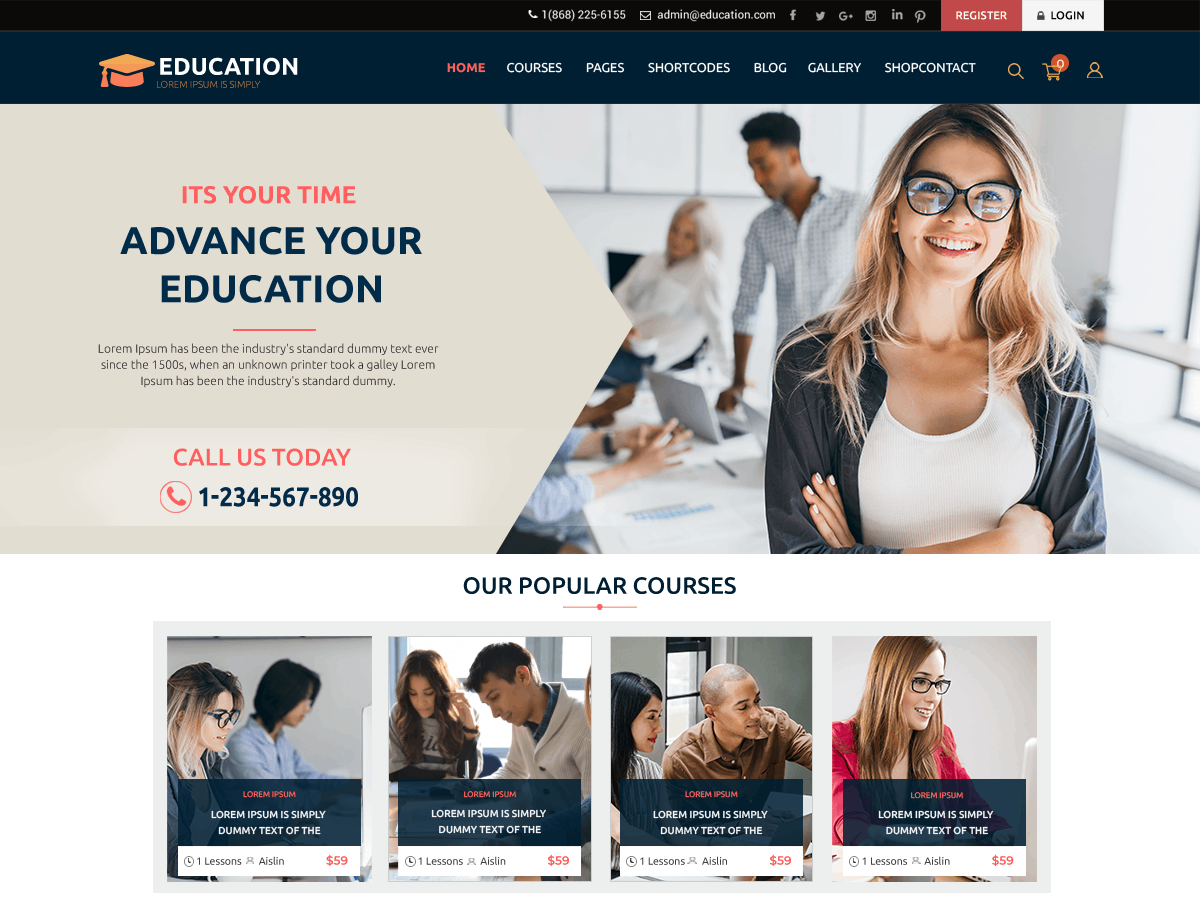 1(868) 225-6155 admin@education.com REGISTER LOGIN
EDUCATION
LOREM IPSUM IS SIMPLY
HOME COURSES PAGES SHORTCODES BLOG GALLERY SHOPCONTACT 0
ITS YOUR TIME
ADVANCE YOUR
EDUCATION
Lorem Ipsum has been the industry's standard dummy text ever
since the 1500s, when an unknown printer took a galley Lorem
Ipsum has been the industry's standard dummy.
CALL US TODAY
1-234-567-890
OUR POPULAR COURSES
LOREM IPSUM
LOREM IPSUM IS SIMPLY
DUMMY TEXT OF THE
1 Lessons Aislin $59
LOREM IPSUM
LOREM IPSUM IS SIMPLY
DUMMY TEXT OF THE
1 Lessons Aislin $59
LOREM IPSUM
LOREM IPSUM IS SIMPLY
DUMMY TEXT OF THE
1 Lessons Aislin $59
LOREM IPSUM
LOREM IPSUM IS SIMPLY
DUMMY TEXT OF THE
1 Lessons Aislin $59